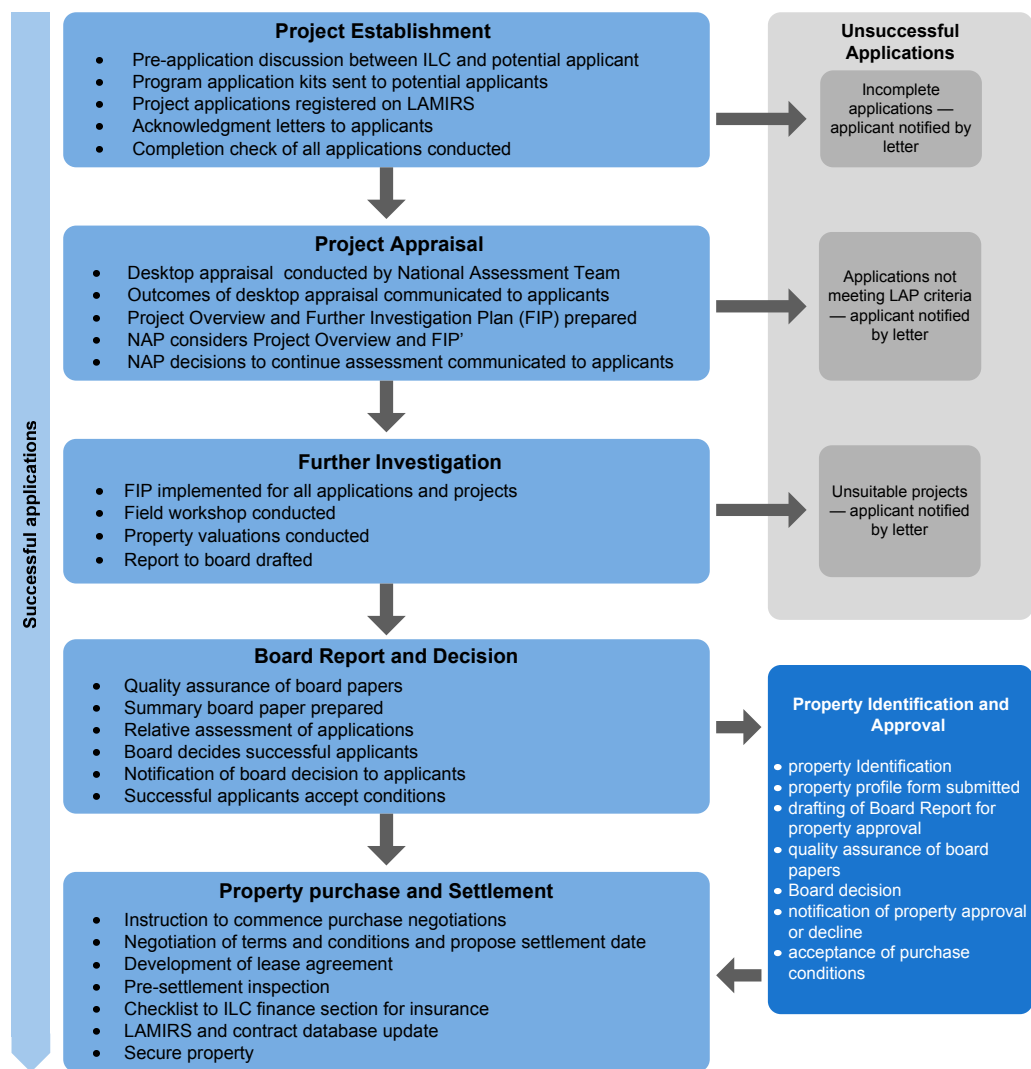 Successful applications
Project Establishment
• Pre-application discussion between ILC and potential applicant
• Program application kits sent to potential applicants
• Project applications registered on LAMIRS
• Acknowledgment letters to applicants
• Completion check of all applications conducted
Unsuccessful
Applications
Incomplete
applications —
applicant notified by
letter
Project Appraisal
• Desktop appraisal conducted by National Assessment Team
• Outcomes of desktop appraisal communicated to applicants
• Project Overview and Further Investigation Plan (FIP) prepared
• NAP considers Project Overview and FIP’
• NAP decisions to continue assessment communicated to applicants
Applications not
meeting LAP criteria
— applicant notified
by letter
Further Investigation
• FIP implemented for all applications and projects
• Field workshop conducted
• Property valuations conducted
• Report to board drafted
Unsuitable projects
— applicant notified
by letter
Board Report and Decision
• Quality assurance of board papers
• Summary board paper prepared
• Relative assessment of applications
• Board decides successful applicants
• Notification of board decision to applicants
• Successful applicants accept conditions
Property Identification and
Approval
• property Identification
• property profile form submitted
• drafting of Board Report for
property approval
• quality assurance of board
papers
• Board decision
• notification of property approval
or decline
• acceptance of purchase
conditions
Property purchase and Settlement
• Instruction to commence purchase negotiations
• Negotiation of terms and conditions and propose settlement date
• Development of lease agreement
• Pre-settlement inspection
• Checklist to ILC finance section for insurance
• LAMIRS and contract database update
• Secure property